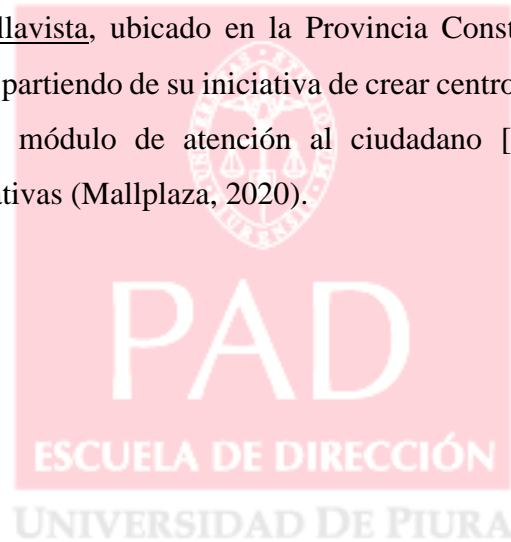 llavista, ubicado en la Provincia Const
partiendo de su iniciativa de crear centro
módulo de atención al ciudadano [
ativas (Mallplaza, 2020).
PAD
ESCUELA DE DIRECCIÓN
UNIVERSIDAD DE PIURA